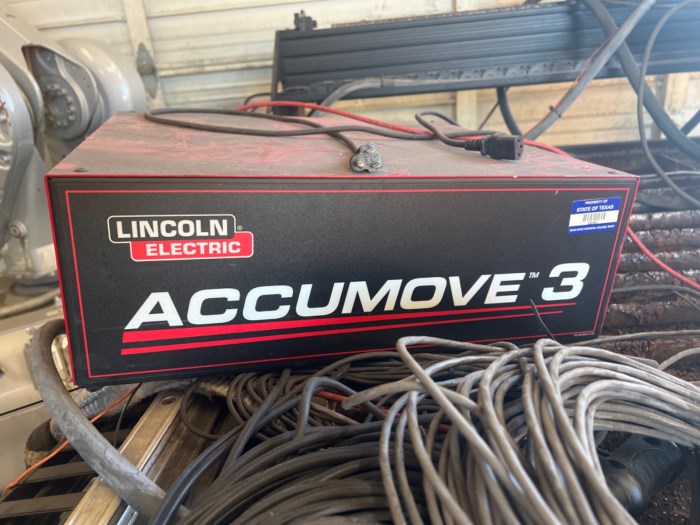 LINCOLN
ELECTRIC
®
ACCUMOVE™ 3
PROPERTY OF
STATE OF TEXAS